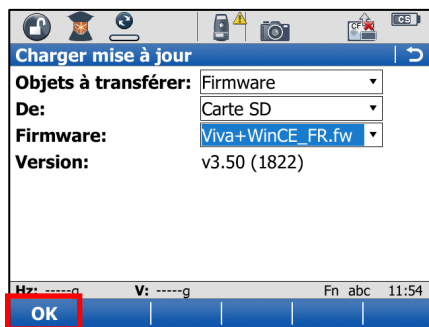 CF
CS
Charger mise à jour
Objets à transférer: Firmware
De: Carte SD
Firmware: Viva+WinCE_FR.fw
Version: v3.50 (1822)
Hz: -----g V: -----g Fn abc 11:54
OK